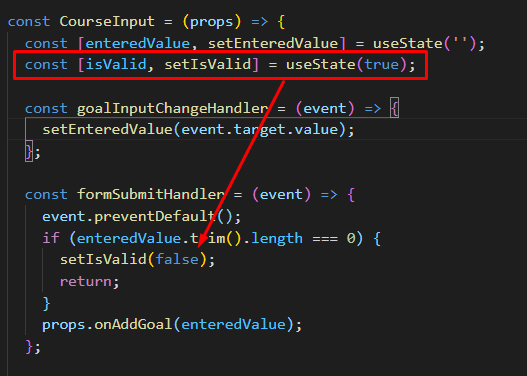 const CourseInput = (props) => {
const [enteredValue, setEnteredValue] = useState('');
const [isValid, setIsValid] = useState(true);
const goalInputChangeHandler = (event) => {
setEnteredValue(event.target.value);
};
const formSubmitHandler = (event) => {
event.preventDefault();
if (enteredValue.trim().length === 0) {
setIsValid(false);
return;
}
props.onAddGoal(enteredValue);
};